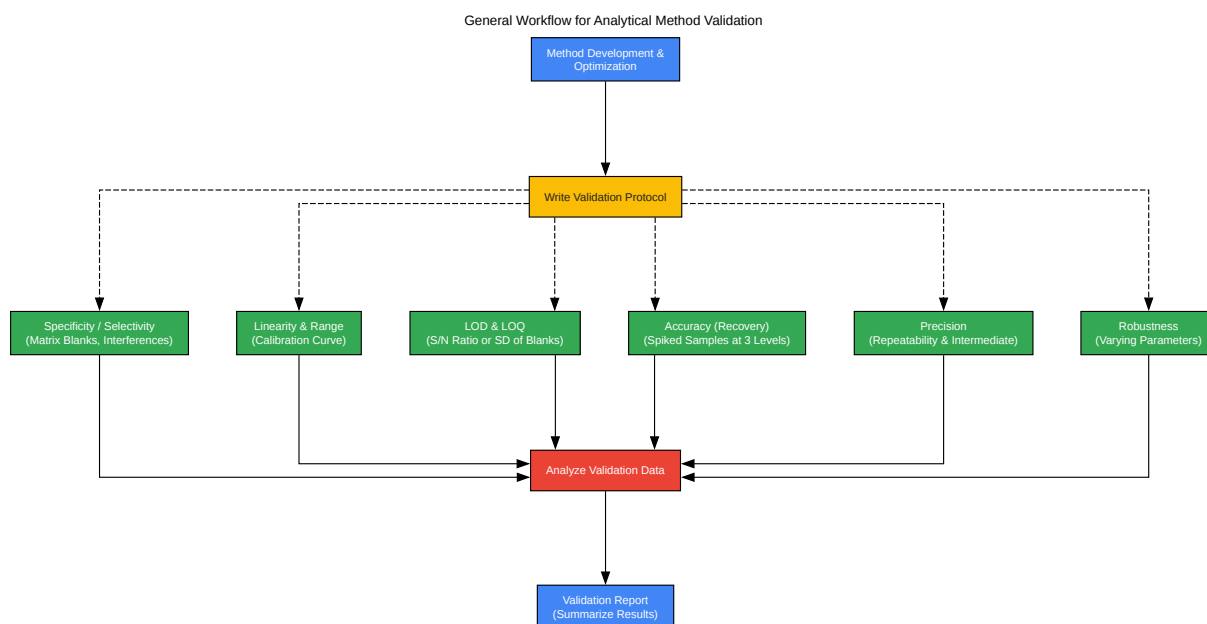 General Workflow for Analytical Method Validation
Method Development &
Optimization
Write Validation Protocol
Specificity / Selectivity
(Matrix Blanks, Interferences)
Linearity & Range
(Calibration Curve)
LOD & LOQ
(S/N Ratio or SD of Blanks)
Accuracy (Recovery)
(Spiked Samples at 3 Levels)
Precision
(Repeatability & Intermediate)
Robustness
(Varying Parameters)
Analyze Validation Data
Validation Report
(Summarize Results)